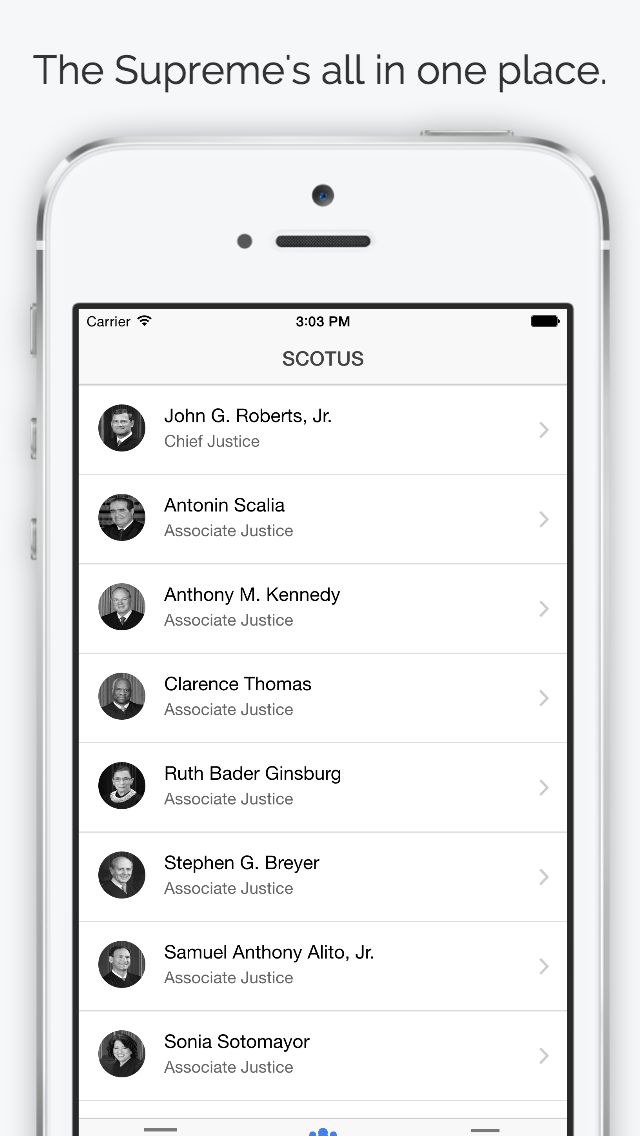 The Supreme's all in one place.
Carrier 3:03 PM
SCOTUS
John G. Roberts, Jr.
Chief Justice
Antonin Scalia
Associate Justice
Anthony M. Kennedy
Associate Justice
Clarence Thomas
Associate Justice
Ruth Bader Ginsburg
Associate Justice
Stephen G. Breyer
Associate Justice
Samuel Anthony Alito, Jr.
Associate Justice
Sonia Sotomayor
Associate Justice